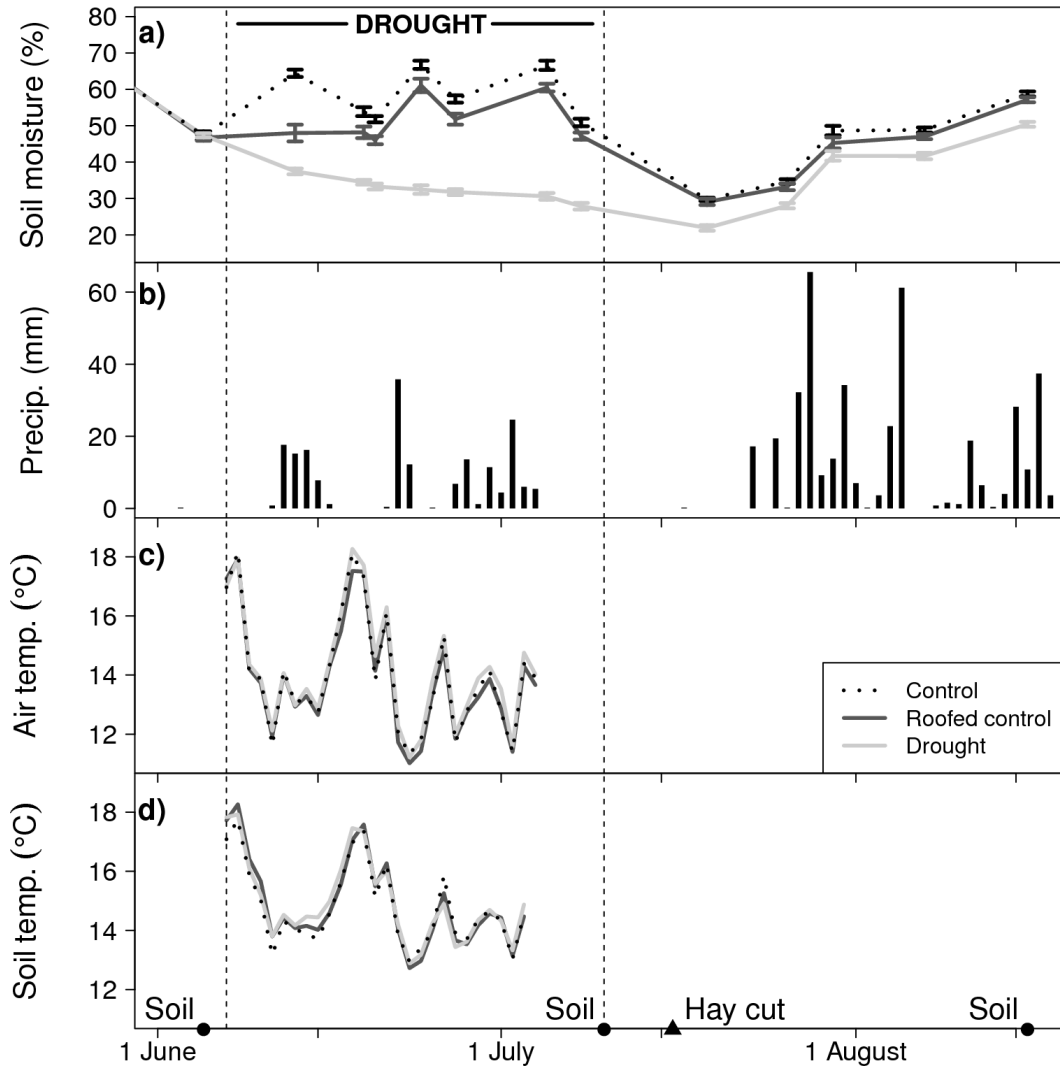 a)
DROUGHT
Soil moisture (%)
80
70
60
50
40
30
20
b)
Precip. (mm)
60
40
20
0
c)
Air temp. (°C)
18
16
14
12
Control
Roofed control
Drought
d)
Soil temp. (°C)
18
16
14
12
Soil
Soil
Hay cut
Soil
1 June
1 July
1 August